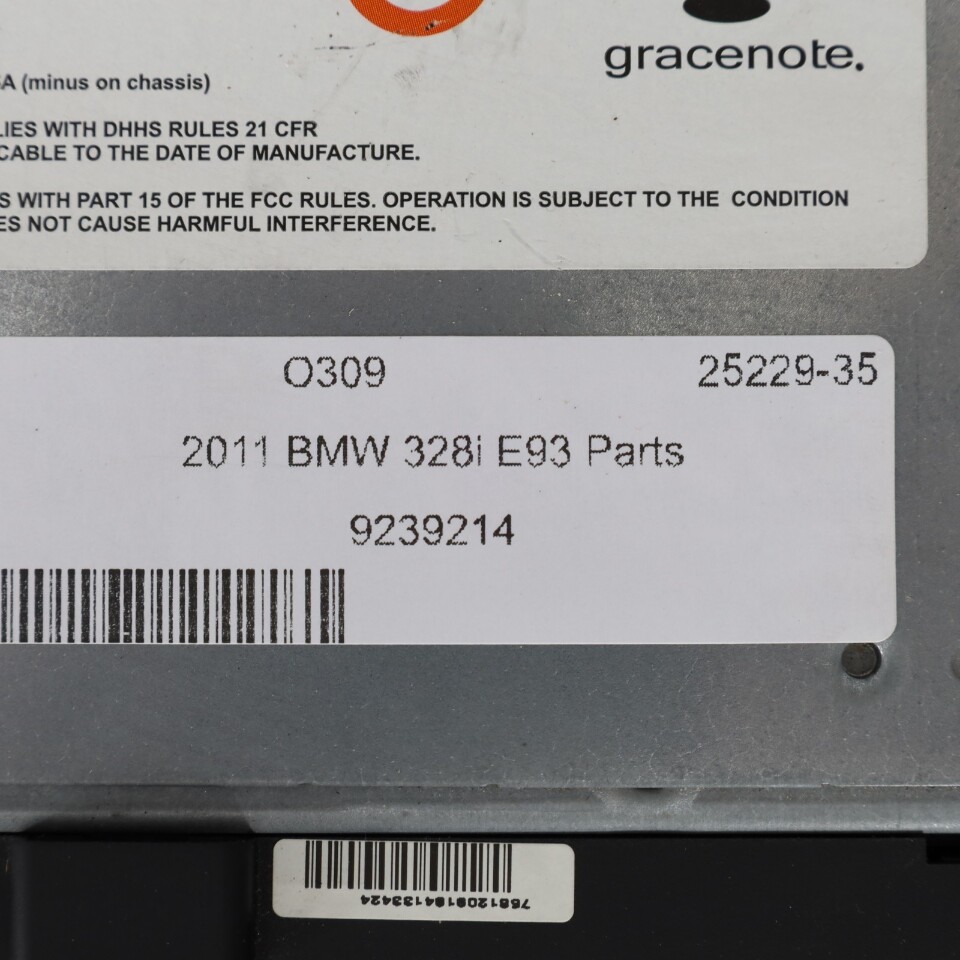 gracenote.
5A (minus on chassis)
LIES WITH DHHS RULES 21 CFR
CABLE TO THE DATE OF MANUFACTURE.
S WITH PART 15 OF THE FCC RULES. OPERATION IS SUBJECT TO THE CONDITION
ES NOT CAUSE HARMFUL INTERFERENCE.
O309 25229-35
2011 BMW 328i E93 Parts
9239214